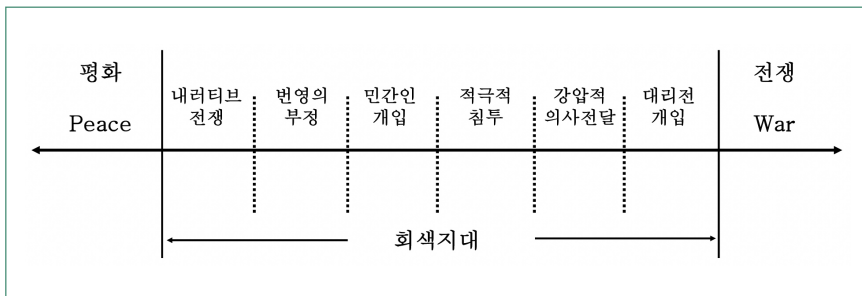 평화
Peace
내러티브
전쟁
번영의
부정
민간인
개입
적극적
침투
강압적
의사전달
대리전
개입
전쟁
War
회색지대